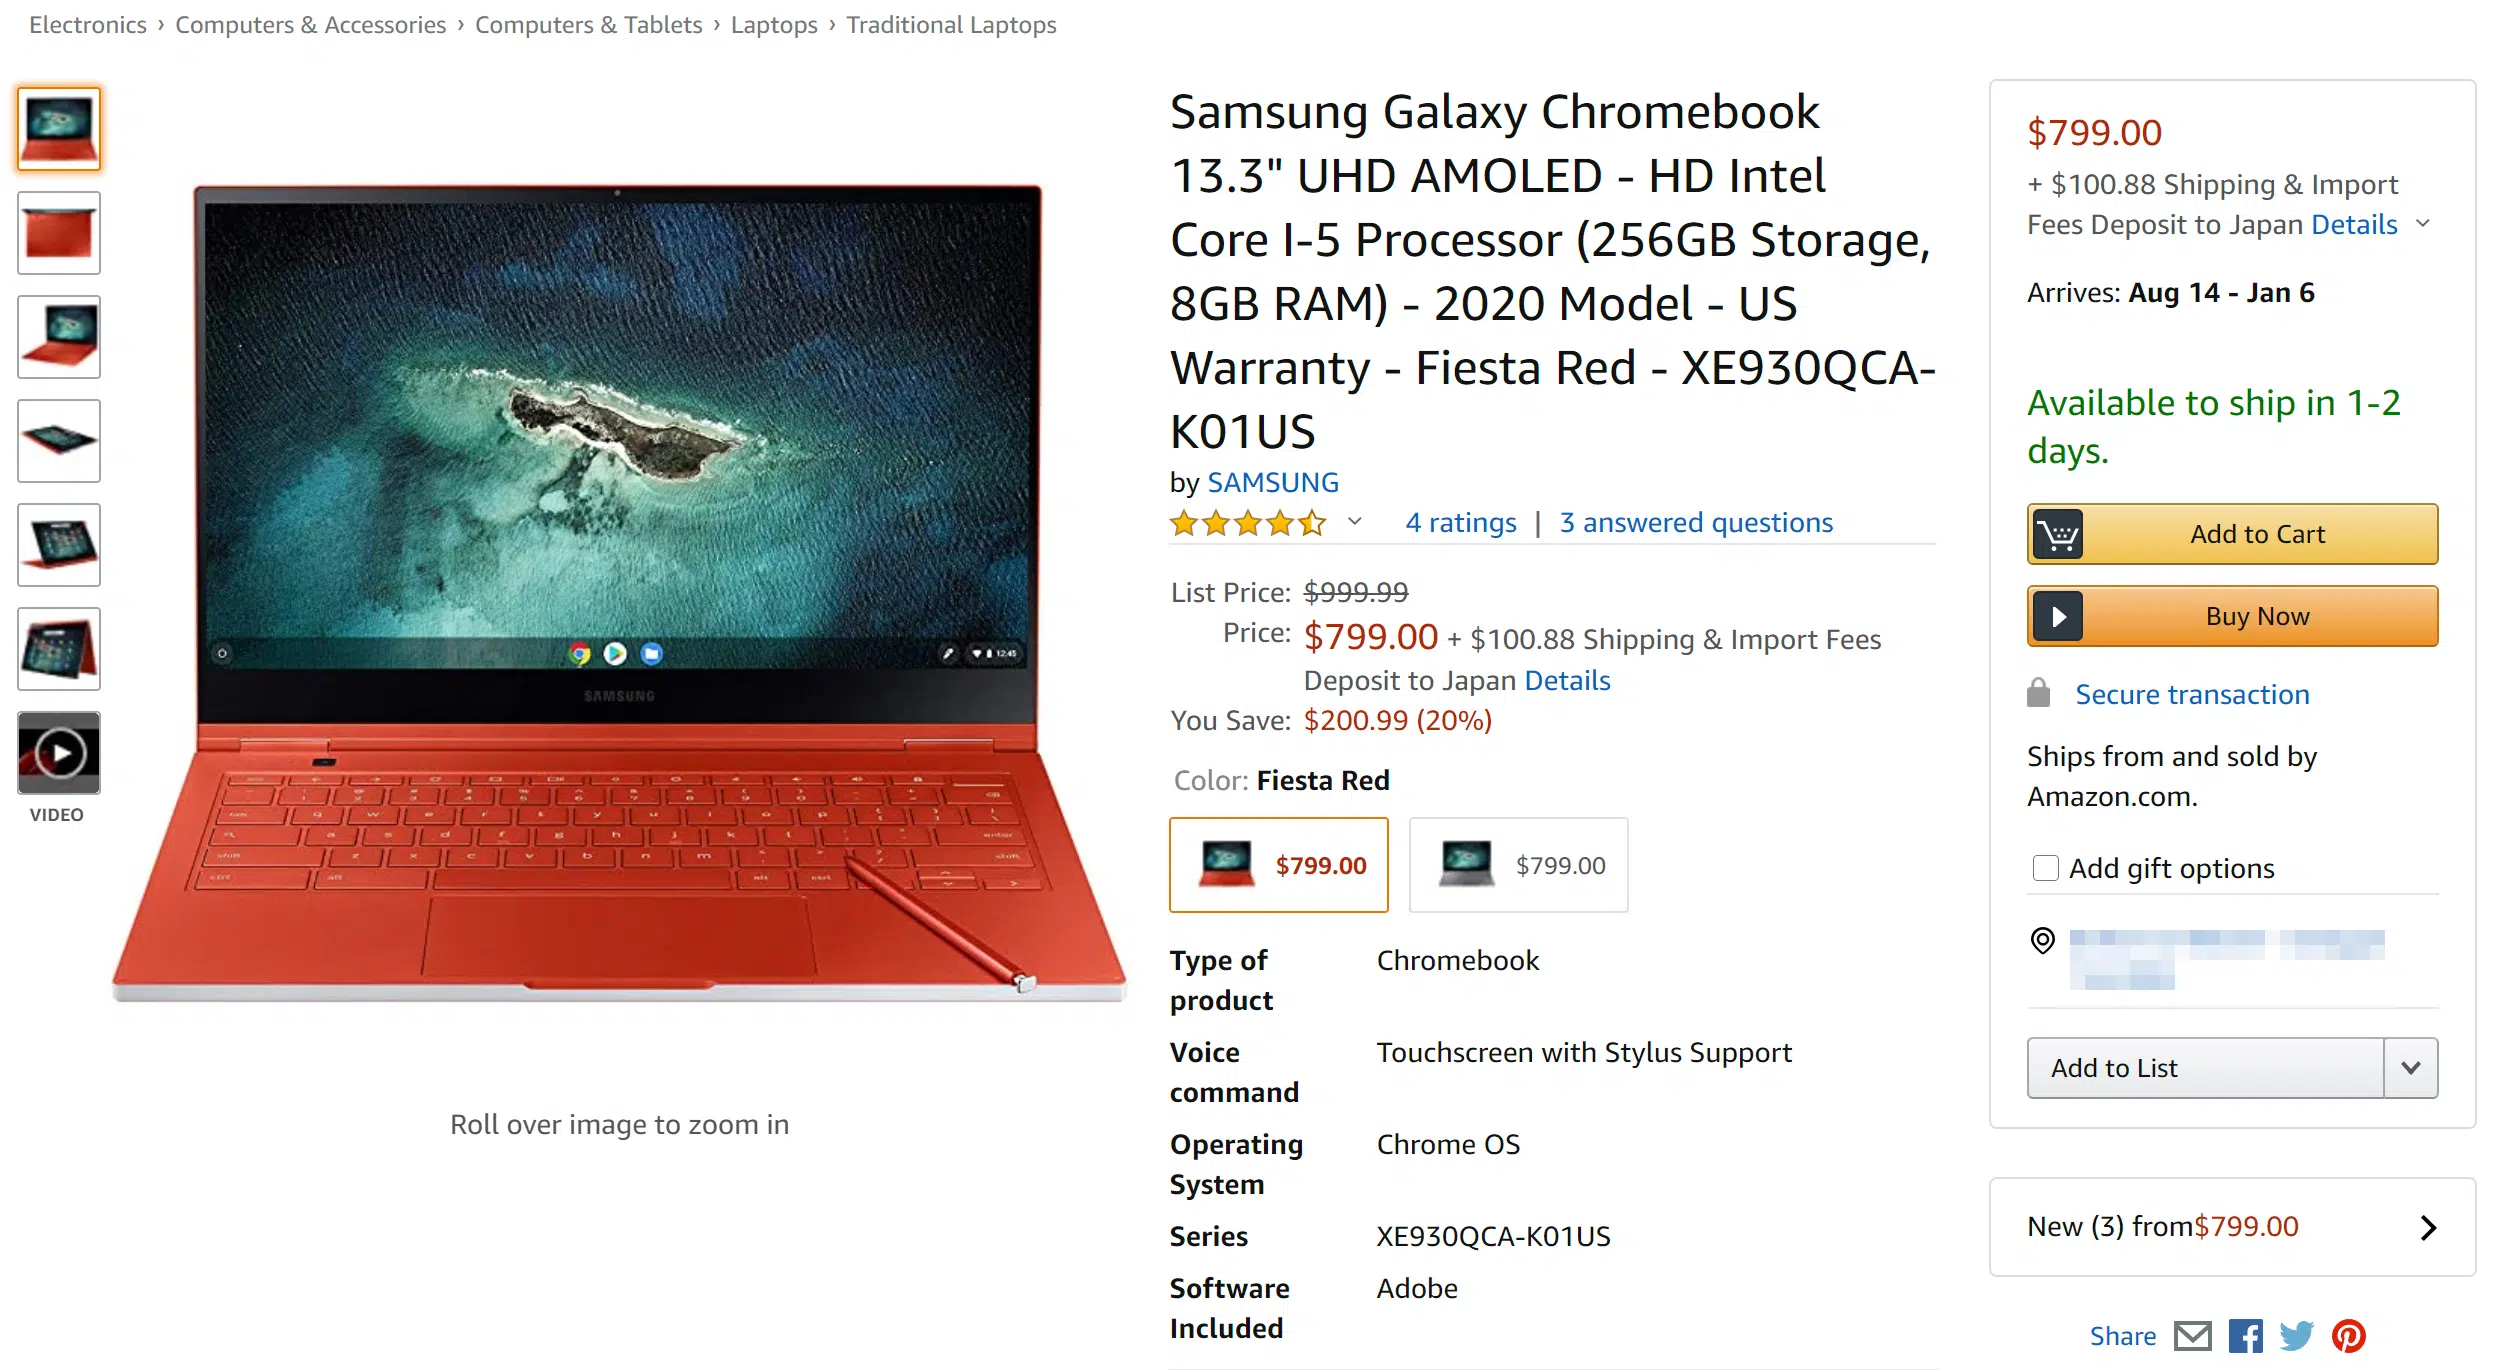 Electronics › Computers & Accessories › Computers & Tablets › Laptops › Traditional Laptops
VIDEO
SAMSUNG
12:45
Roll over image to zoom in
Samsung Galaxy Chromebook
13.3" UHD AMOLED - HD Intel
Core I-5 Processor (256GB Storage,
8GB RAM) - 2020 Model - US
Warranty - Fiesta Red - XE930QCA-
K01US
by SAMSUNG
4 ratings | 3 answered questions
List Price: $999.99
Price: $799.00 + $100.88 Shipping & Import Fees
Deposit to Japan Details
You Save: $200.99 (20%)
Color: Fiesta Red
$799.00
$799.00
Type of
product
Chromebook
Voice
command
Touchscreen with Stylus Support
Operating
System
Chrome OS
Series
XE930QCA-K01US
Software
Included
Adobe
$799.00
+ $100.88 Shipping & Import
Fees Deposit to Japan Details
Arrives: Aug 14 - Jan 6
Available to ship in 1-2
days.
Add to Cart
Buy Now
Secure transaction
Ships from and sold by
Amazon.com.
Add gift options
Add to List
New (3) from$799.00
Share